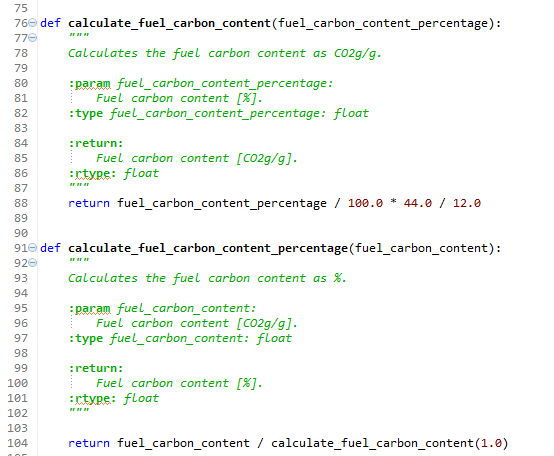 75
76 def calculate_fuel_carbon_content(fuel_carbon_content_percentage):
77     """
78     Calculates the fuel carbon content as CO2g/g.
79
80     :param fuel_carbon_content_percentage:
81         Fuel carbon content [%].
82     :type fuel_carbon_content_percentage: float
83
84     :return:
85         Fuel carbon content [CO2g/g].
86     :rtype: float
87     """
88     return fuel_carbon_content_percentage / 100.0 * 44.0 / 12.0
89
90
91 def calculate_fuel_carbon_content_percentage(fuel_carbon_content):
92     """
93     Calculates the fuel carbon content as %.
94
95     :param fuel_carbon_content:
96         Fuel carbon content [CO2g/g].
97     :type fuel_carbon_content: float
98
99     :return:
100         Fuel carbon content [%].
101     :rtype: float
102     """
103
104     return fuel_carbon_content / calculate_fuel_carbon_content(1.0)